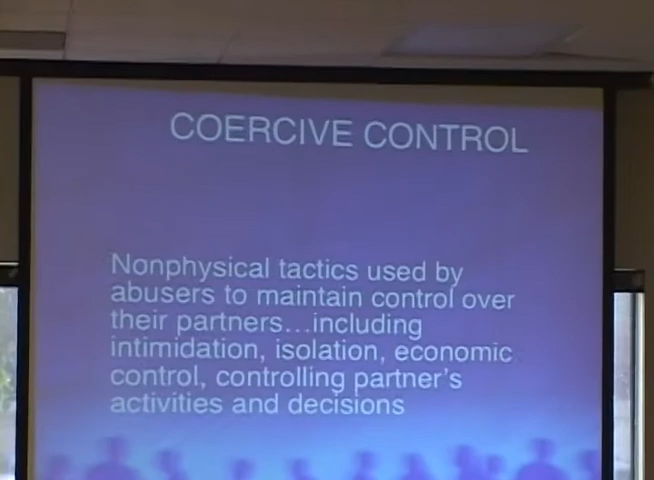 COERCIVE CONTROL
Nonphysical tactics used by
abusers to maintain control over
their partners...including
intimidation, isolation, economic
control, controlling partner's
activities and decisions